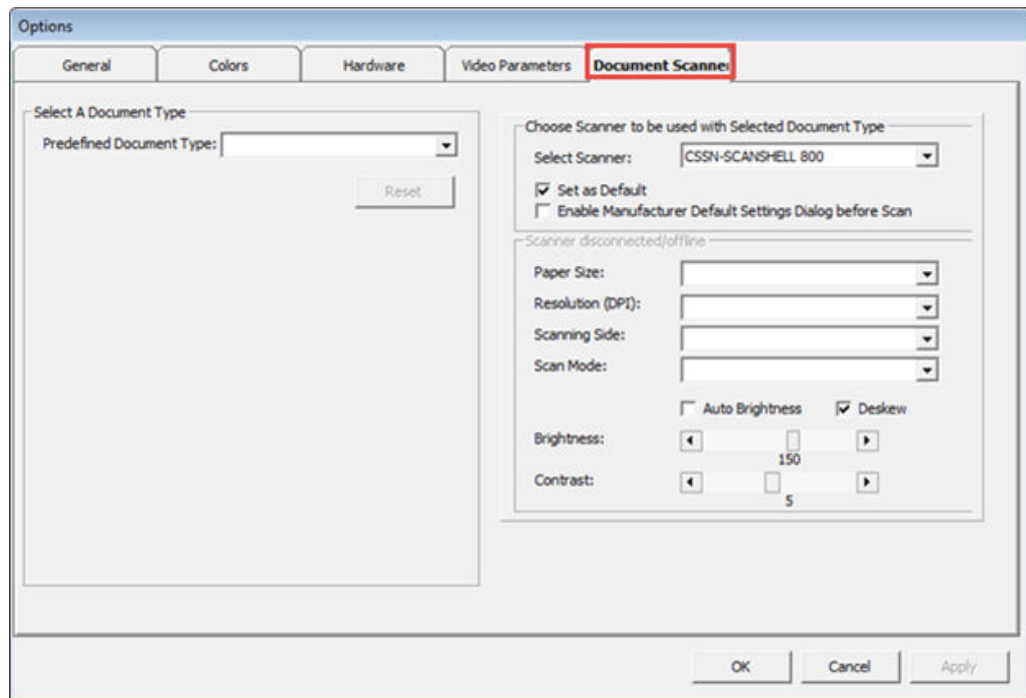 Options
General
Colors
Hardware
Video Parameters
Document Scanner
Select A Document Type
Predefined Document Type:
Reset
Choose Scanner to be used with Selected Document Type
Select Scanner:
CSSN-SCANSHELL 800
Set as Default
Enable Manufacturer Default Settings Dialog before Scan
Scanner disconnected/offline
Paper Size:
Resolution (DPI):
Scanning Side:
Scan Mode:
Auto Brightness
Deskew
Brightness:
150
Contrast:
5
OK
Cancel
Apply